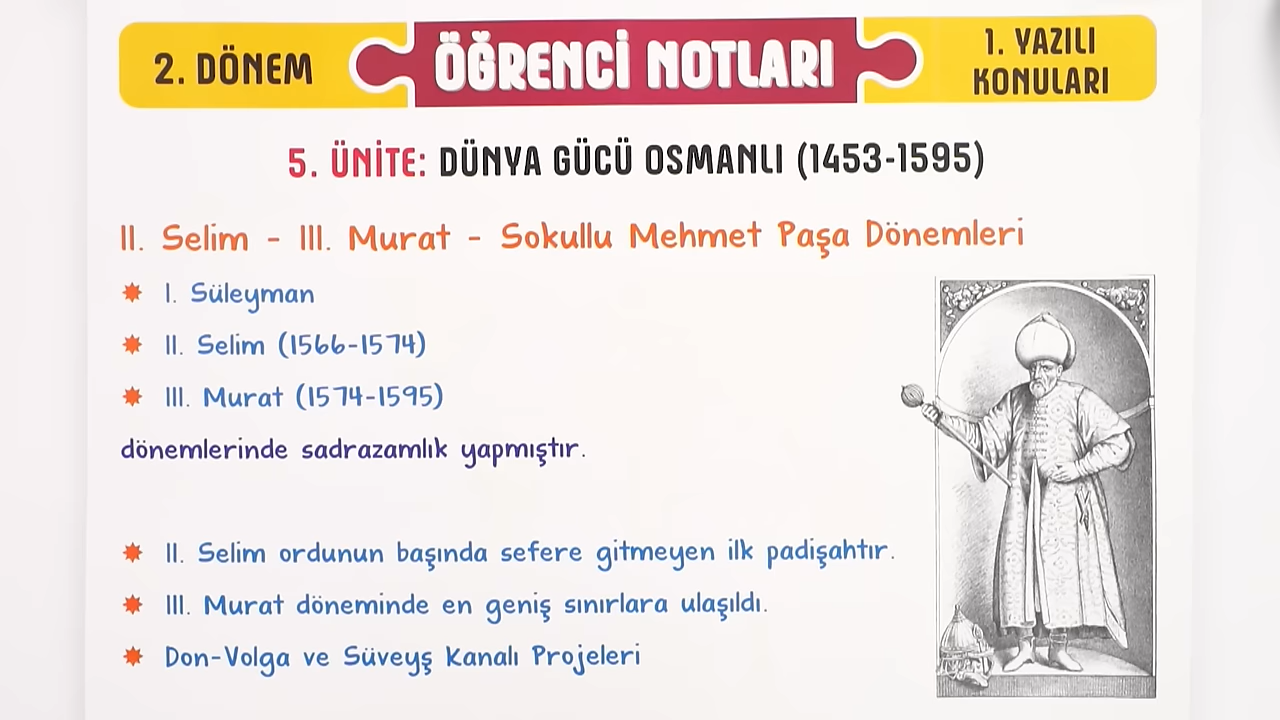 2. DÖNEM
ÖĞRENCİ NOTLARI
1. YAZILI
KONULARI
5. ÜNİTE: DÜNYA GÜCÜ OSMANLI (1453-1595)
II. Selim - III. Murat - Sokullu Mehmet Paşa Dönemleri
I. Süleyman
II. Selim (1566-1574)
III. Murat (1574-1595)
dönemlerinde sadrazamlık yapmıştır.
II. Selim ordunun başında sefere gitmeyen ilk padişahtır.
III. Murat döneminde en geniş sınırlara ulaşıldı.
Don-Volga ve Süveyş Kanalı Projeleri